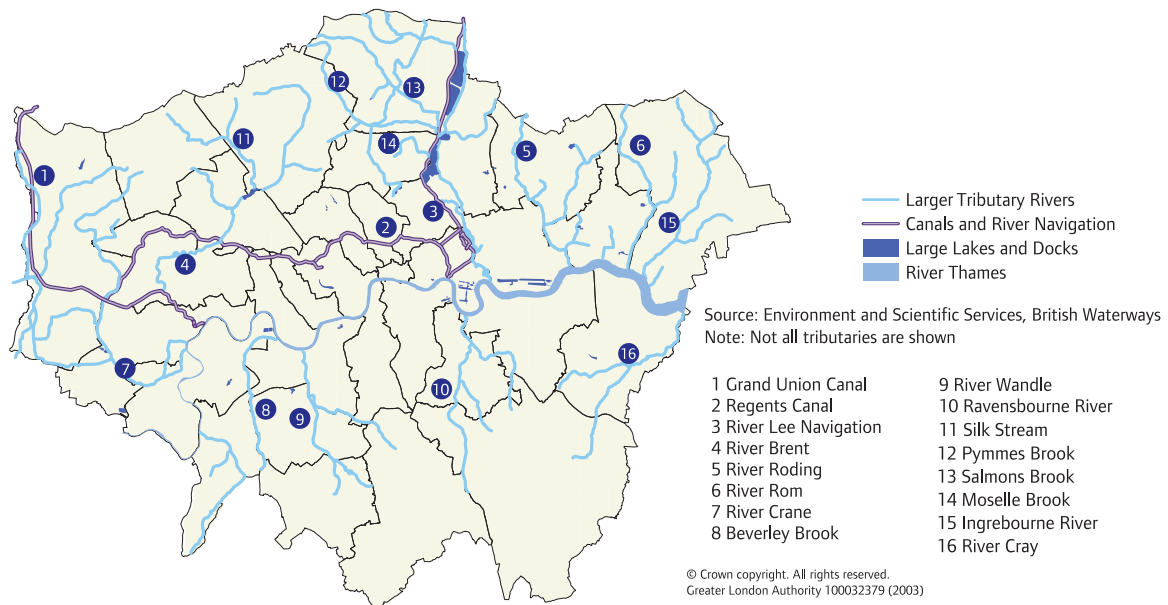 12
13
11
14
5
6
1
3
2
15
4
16
7
10
8
9
Larger Tributary Rivers
Canals and River Navigation
Large Lakes and Docks
River Thames
Source: Environment and Scientific Services, British Waterways
Note: Not all tributaries are shown
1 Grand Union Canal
2 Regents Canal
3 River Lee Navigation
4 River Brent
5 River Roding
6 River Rom
7 River Crane
8 Beverley Brook
9 River Wandle
10 Ravensbourne River
11 Silk Stream
12 Pymmes Brook
13 Salmons Brook
14 Moselle Brook
15 Ingrebourne River
16 River Cray
© Crown copyright. All rights reserved.
Greater London Authority 100032379 (2003)